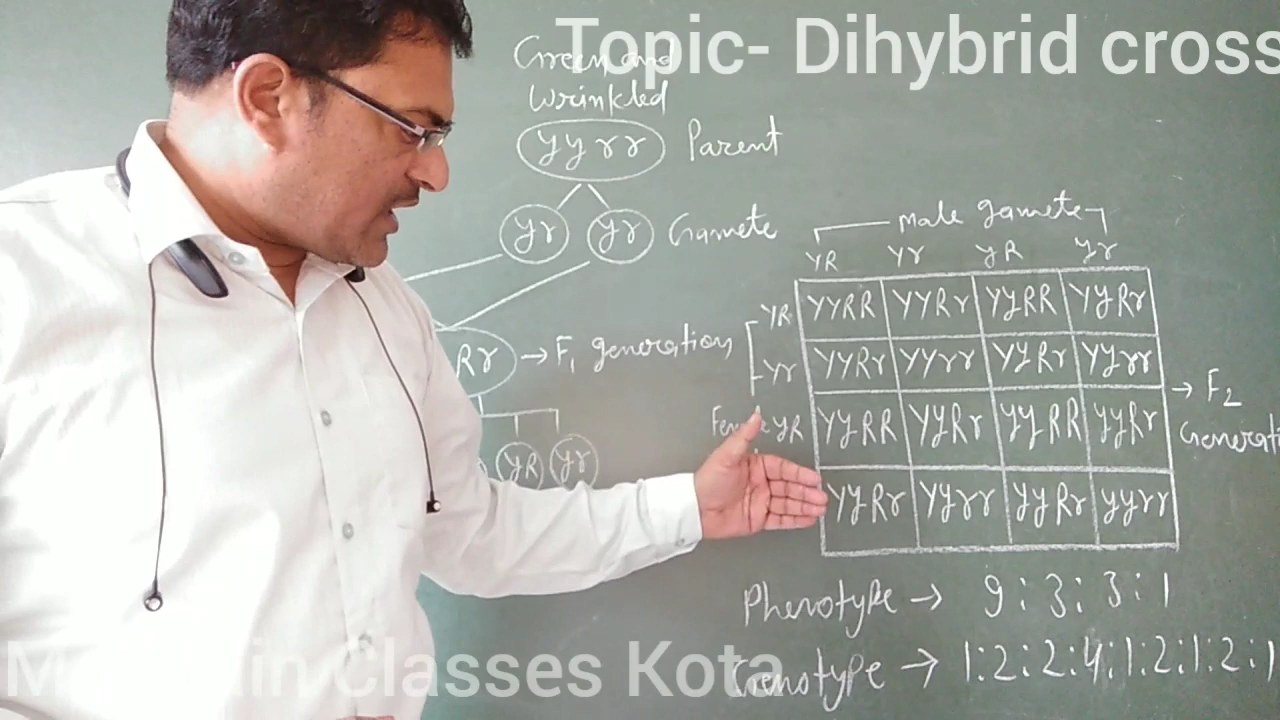 Topic- Dihybrid cross
Green and
Wrinkled
yyrr Parent
yr yr Gamete
male gamete
YR Yr yR yr
YR YYRR YYRr YyRR YyRr
Yr YYRr YYrr YyRr Yyrr
yR YyRR YyRr yyRR yyRr
YyRr Yyrr yyRr yyrr
Rr → F1 generation
→ F2
yR yr
Phenotype → 9:3:3:1
Classes Kota
Genotype → 1:2:2:4:1:2:1:2:1